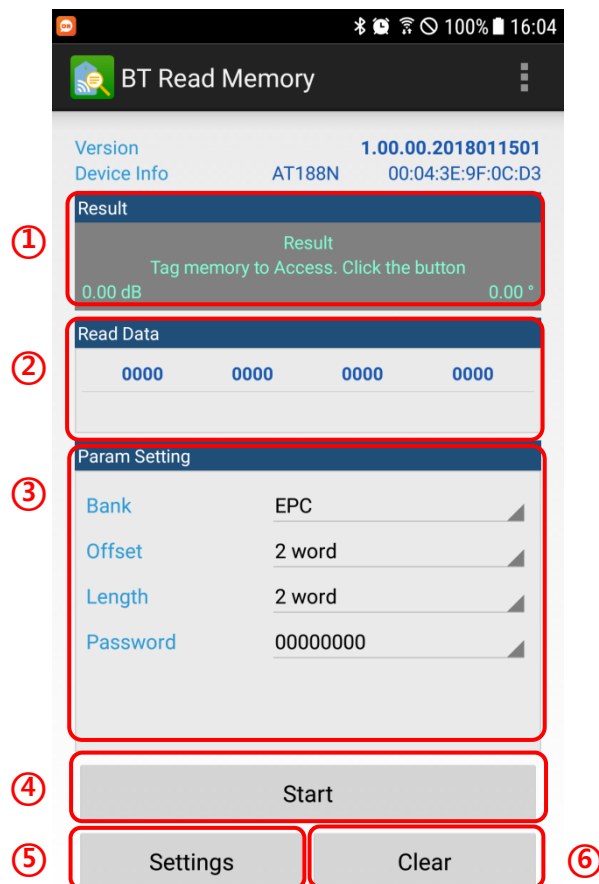 100% 16:04
BT Read Memory
Version 1.00.00.2018011501
Device Info AT188N 00:04:3E:9F:0C:D3
① Result
Result
Tag memory to Access. Click the button
0.00 dB 0.00 °
② Read Data
0000 0000 0000 0000
③ Param Setting
Bank EPC
Offset 2 word
Length 2 word
Password 00000000
④ Start
⑤ Settings Clear ⑥